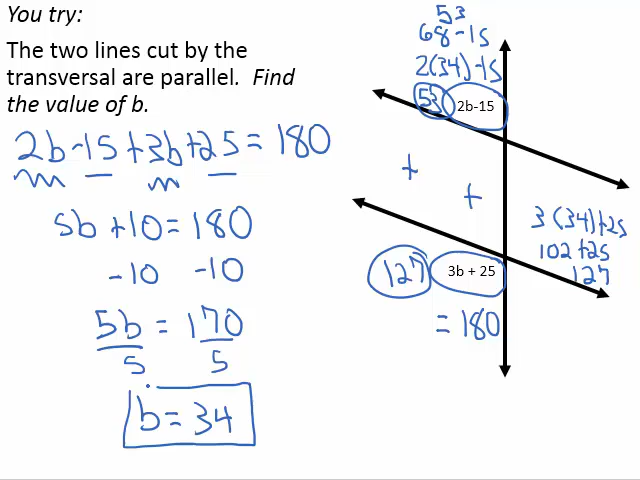 You try:
The two lines cut by the
transversal are parallel. Find
the value of b.
2b-15+3b+25=180
5b+10=180
-10 -10
5b = 170
5 5
b=34
53
68-15
2(34)-15
53 2b-15
+
+
3(34)+25
102+25
127
127 3b + 25
=180